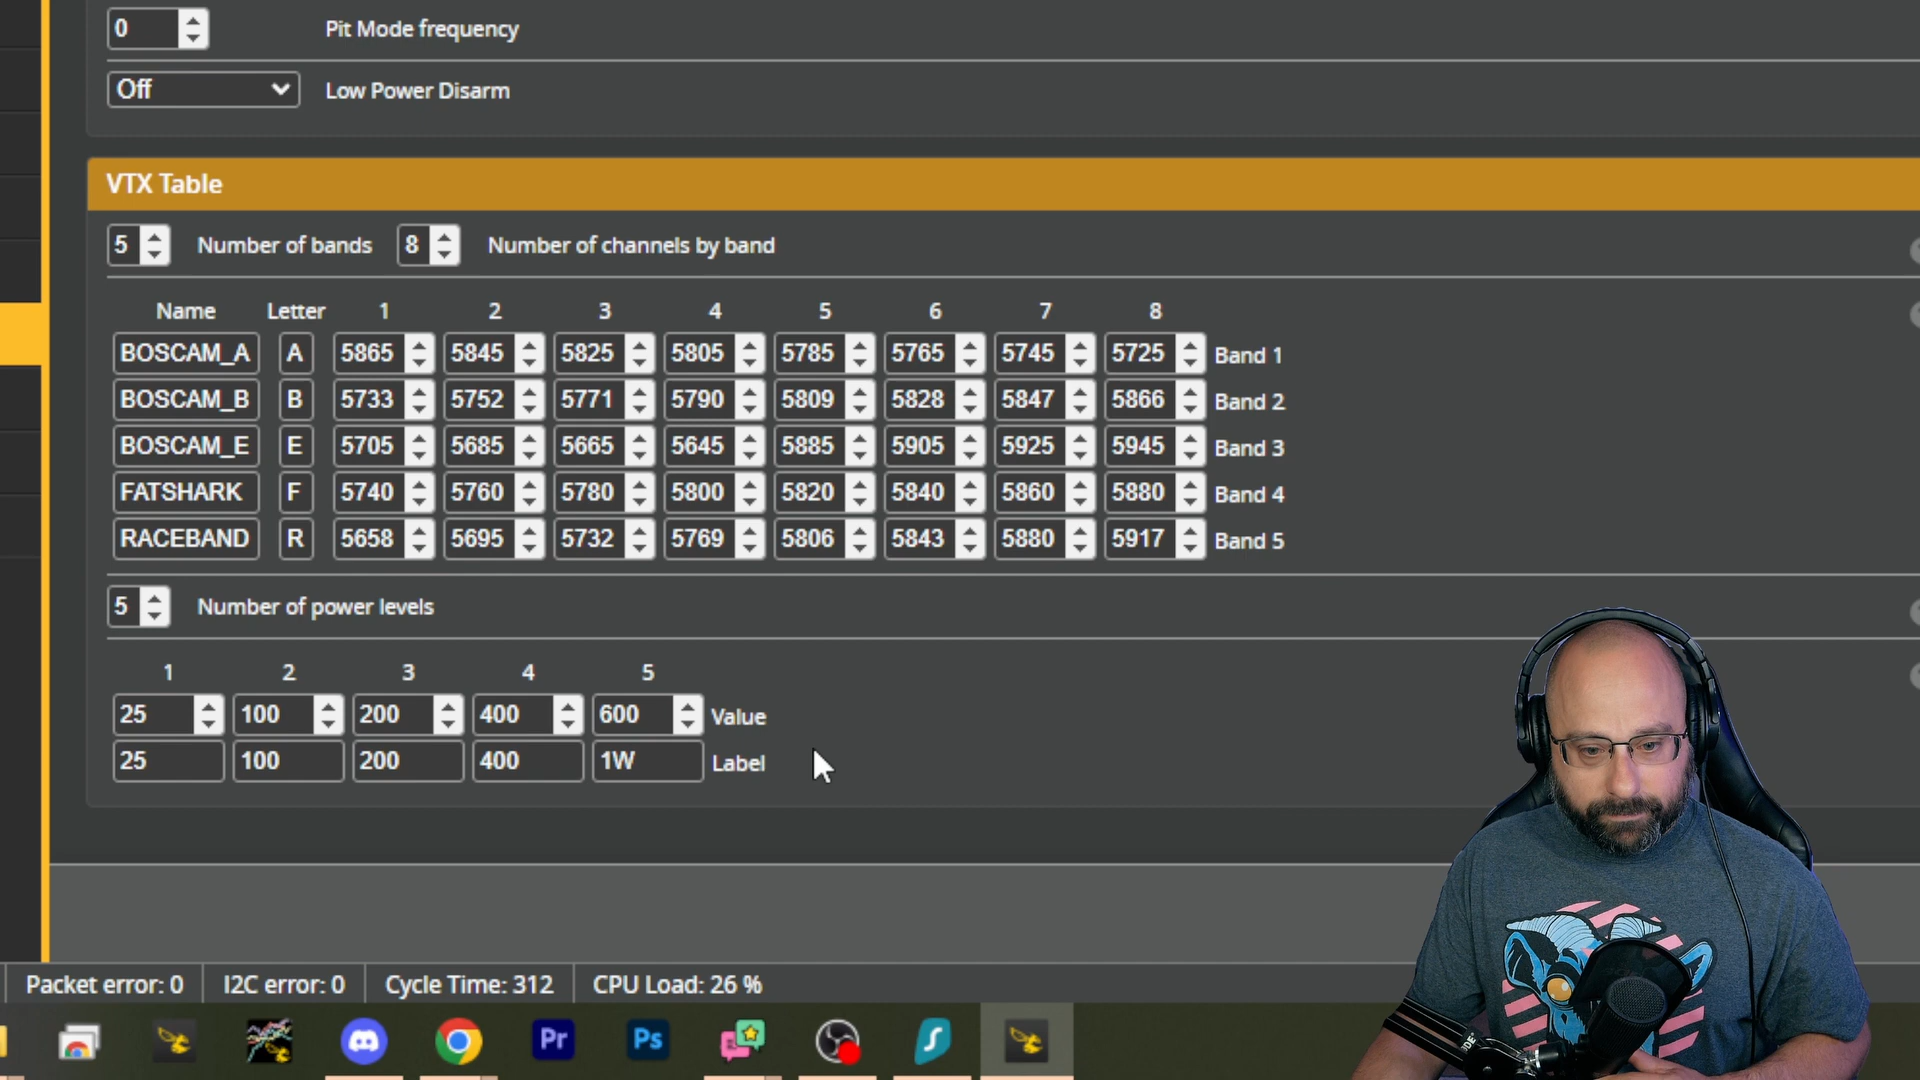 0 Pit Mode frequency
Off Low Power Disarm
VTX Table
5 Number of bands 8 Number of channels by band
Name Letter 1 2 3 4 5 6 7 8
BOSCAM_A A 5865 5845 5825 5805 5785 5765 5745 5725 Band 1
BOSCAM_B B 5733 5752 5771 5790 5809 5828 5847 5866 Band 2
BOSCAM_E E 5705 5685 5665 5645 5885 5905 5925 5945 Band 3
FATSHARK F 5740 5760 5780 5800 5820 5840 5860 5880 Band 4
RACEBAND R 5658 5695 5732 5769 5806 5843 5880 5917 Band 5
5 Number of power levels
1 2 3 4 5
25 100 200 400 600 Value
25 100 200 400 1W Label
Packet error: 0 I2C error: 0 Cycle Time: 312 CPU Load: 26 %
Pr Ps